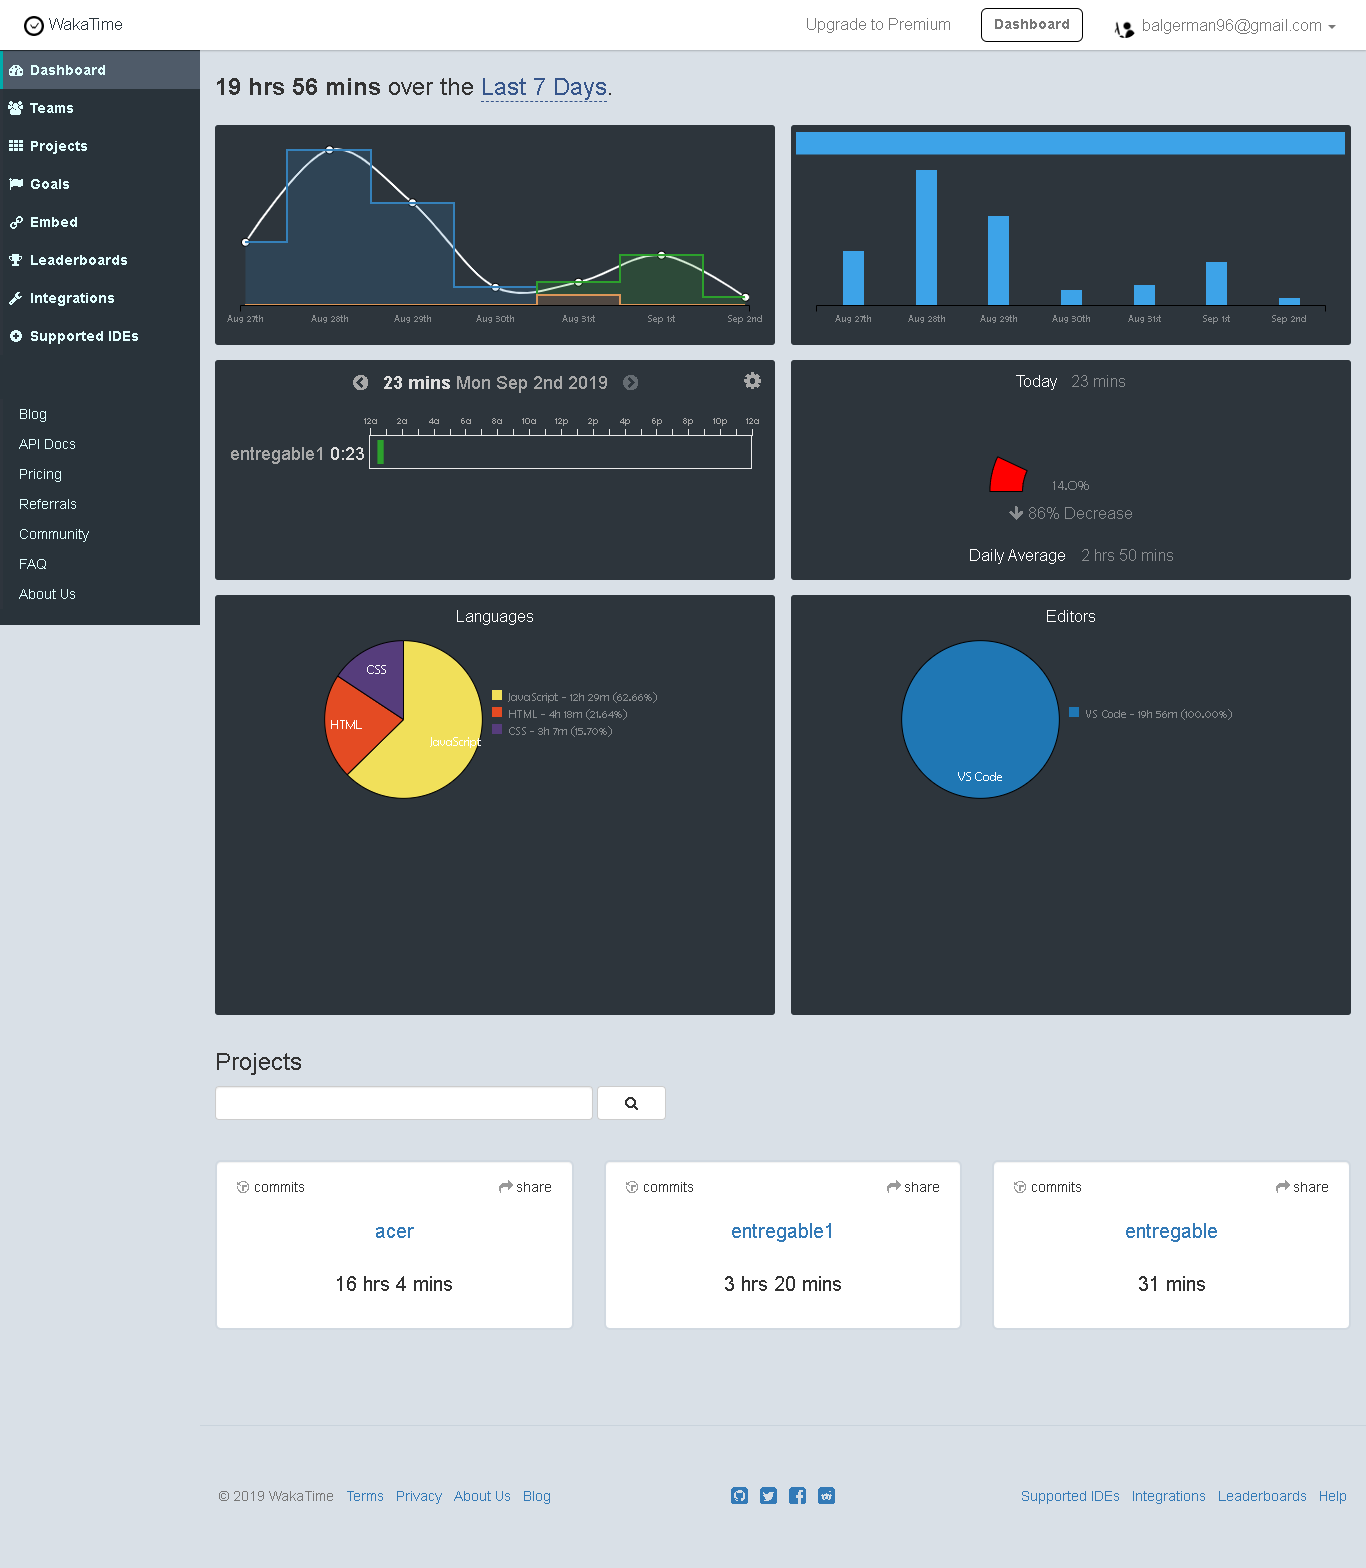 WakaTime
Upgrade to Premium
Dashboard
balgerman96@gmail.com
Dashboard
Teams
Projects
Goals
Embed
Leaderboards
Integrations
Supported IDEs
Blog
API Docs
Pricing
Referrals
Community
FAQ
About Us
19 hrs 56 mins over the Last 7 Days.
Aug 27th Aug 28th Aug 29th Aug 30th Aug 31st Sep 1st Sep 2nd
Aug 27th Aug 28th Aug 29th Aug 30th Aug 31st Sep 1st Sep 2nd
23 mins Mon Sep 2nd 2019
12a 2a 4a 6a 8a 10a 12p 2p 4p 6p 8p 10p 12a
entregable1 0:23
Today 23 mins
14.0%
86% Decrease
Daily Average 2 hrs 50 mins
Languages
CSS
HTML
JavaScript
JavaScript - 12h 29m (62.66%)
HTML - 4h 18m (21.64%)
CSS - 3h 7m (15.70%)
Editors
VS Code
VS Code - 19h 56m (100.00%)
Projects
commits share
acer
16 hrs 4 mins
commits share
entregable1
3 hrs 20 mins
commits share
entregable
31 mins
© 2019 WakaTime Terms Privacy About Us Blog
Supported IDEs Integrations Leaderboards Help